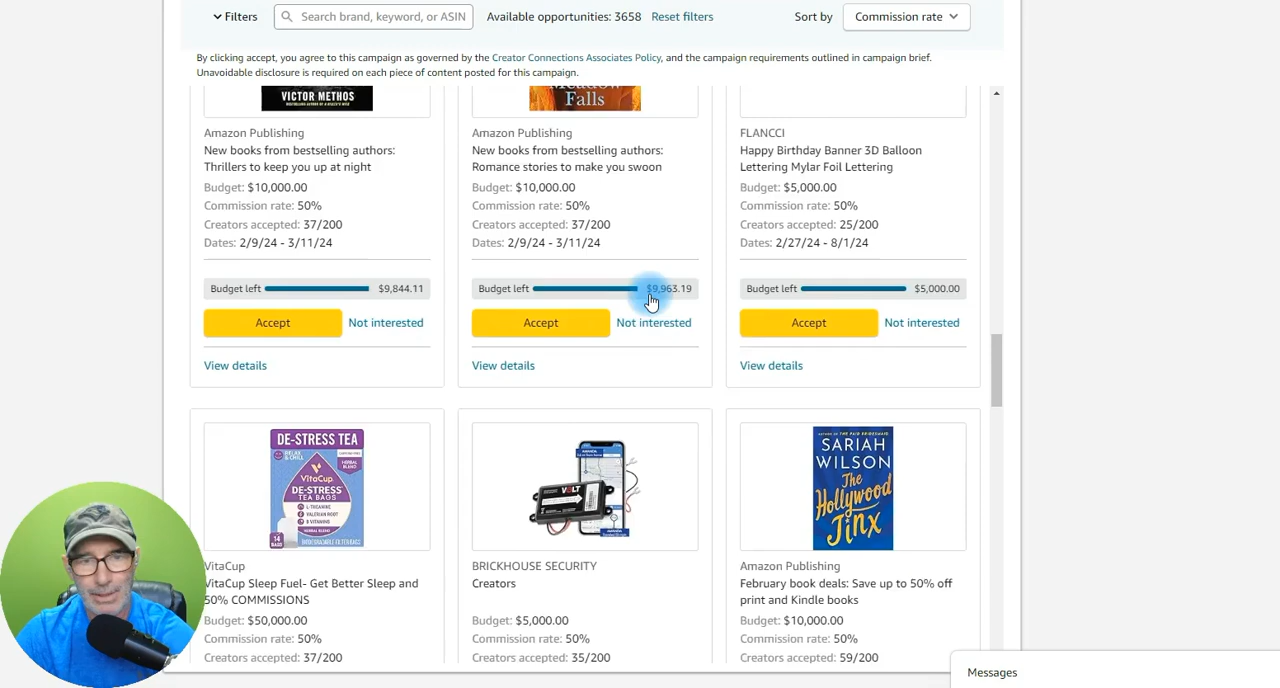 Filters
Search brand, keyword, or ASIN
Available opportunities: 3658
Reset filters
Sort by
Commission rate
By clicking accept, you agree to this campaign as governed by the Creator Connections Associates Policy, and the campaign requirements outlined in campaign brief.
Unavoidable disclosure is required on each piece of content posted for this campaign.
VICTOR METHOS
Amazon Publishing
New books from bestselling authors:
Thrillers to keep you up at night
Budget: $10,000.00
Commission rate: 50%
Creators accepted: 37/200
Dates: 2/9/24 - 3/11/24
Budget left $9,844.11
Accept Not interested
View details
Meadow
Falls
Amazon Publishing
New books from bestselling authors:
Romance stories to make you swoon
Budget: $10,000.00
Commission rate: 50%
Creators accepted: 37/200
Dates: 2/9/24 - 3/11/24
Budget left $9,963.19
Accept Not interested
View details
FLANCCI
Happy Birthday Banner 3D Balloon
Lettering Mylar Foil Lettering
Budget: $5,000.00
Commission rate: 50%
Creators accepted: 25/200
Dates: 2/27/24 - 8/1/24
Budget left $5,000.00
Accept Not interested
View details
DE-STRESS TEA
RELAX
& CHILL
HERBAL
BLEND
VitaCup
DE-STRESS
TEA BAGS
L-THEANINE
VALERIAN ROOT
B VITAMINS
HERBAL BLEND
14
BAGS
BIODEGRADABLE FILTER BAGS
VitaCup
VitaCup Sleep Fuel- Get Better Sleep and
50% COMMISSIONS
Budget: $50,000.00
Commission rate: 50%
Creators accepted: 37/200
VOLT
BRICKHOUSE SECURITY
Creators
Budget: $5,000.00
Commission rate: 50%
Creators accepted: 35/200
SARIAH
WILSON
The
Hollywood
Jinx
Amazon Publishing
February book deals: Save up to 50% off
print and Kindle books
Budget: $10,000.00
Commission rate: 50%
Creators accepted: 59/200
Messages